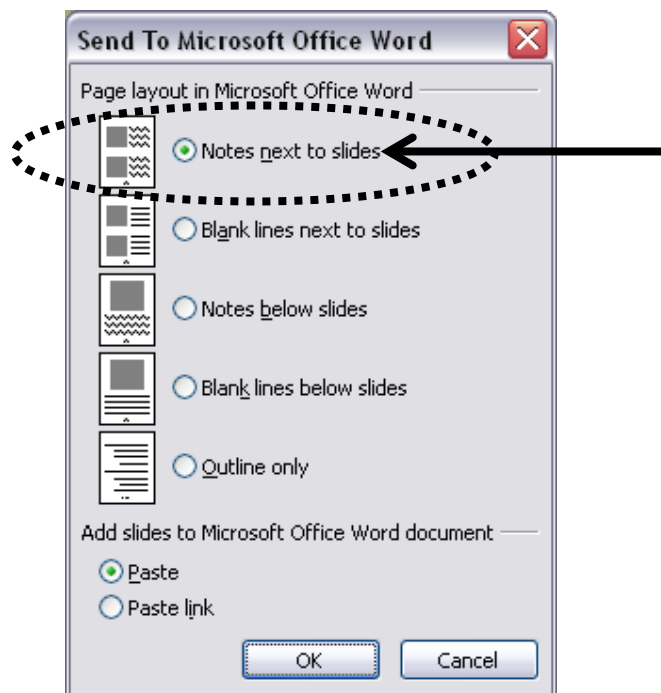 Send To Microsoft Office Word
Page layout in Microsoft Office Word
Notes next to slides
Blank lines next to slides
Notes below slides
Blank lines below slides
Outline only
Add slides to Microsoft Office Word document
Paste
Paste link
OK Cancel